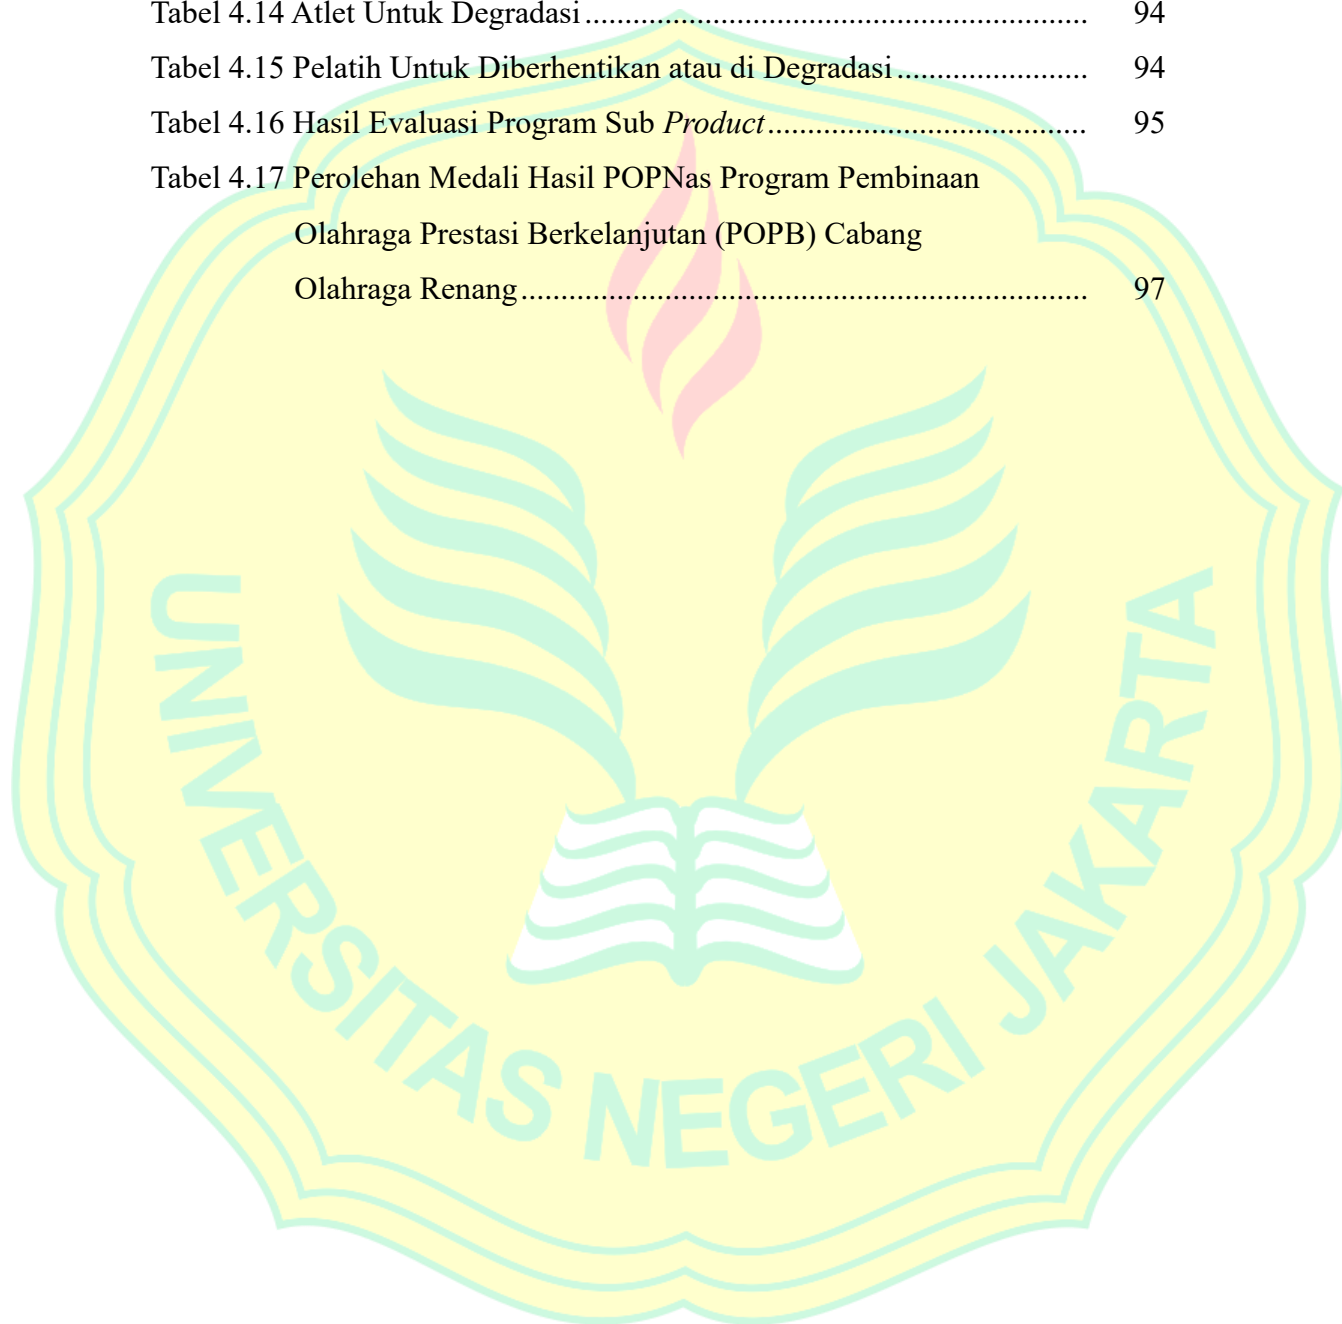 Tabel 4.14 Atlet Untuk Degradasi.............................................................. 94
Tabel 4.15 Pelatih Untuk Diberhentikan atau di Degradasi........................ 94
Tabel 4.16 Hasil Evaluasi Program Sub Product....................................... 95
Tabel 4.17 Perolehan Medali Hasil POPNas Program Pembinaan
Olahraga Prestasi Berkelanjutan (POPB) Cabang
Olahraga Renang...................................................................... 97
UNIVERSITAS NEGERI JAKARTA